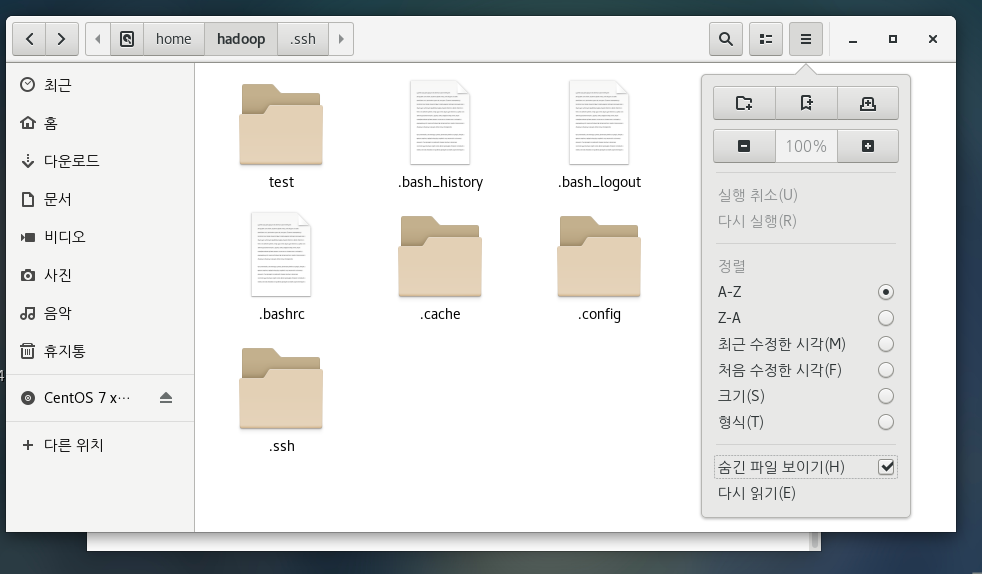 home
hadoop
.ssh
최근
홈
다운로드
문서
비디오
사진
음악
휴지통
CentOS 7 x…
다른 위치
test
.bash_history
.bash_logout
.bashrc
.cache
.config
.ssh
100%
실행 취소(U)
다시 실행(R)
정렬
A-Z
Z-A
최근 수정한 시각(M)
처음 수정한 시각(F)
크기(S)
형식(T)
숨긴 파일 보이기(H)
다시 읽기(E)